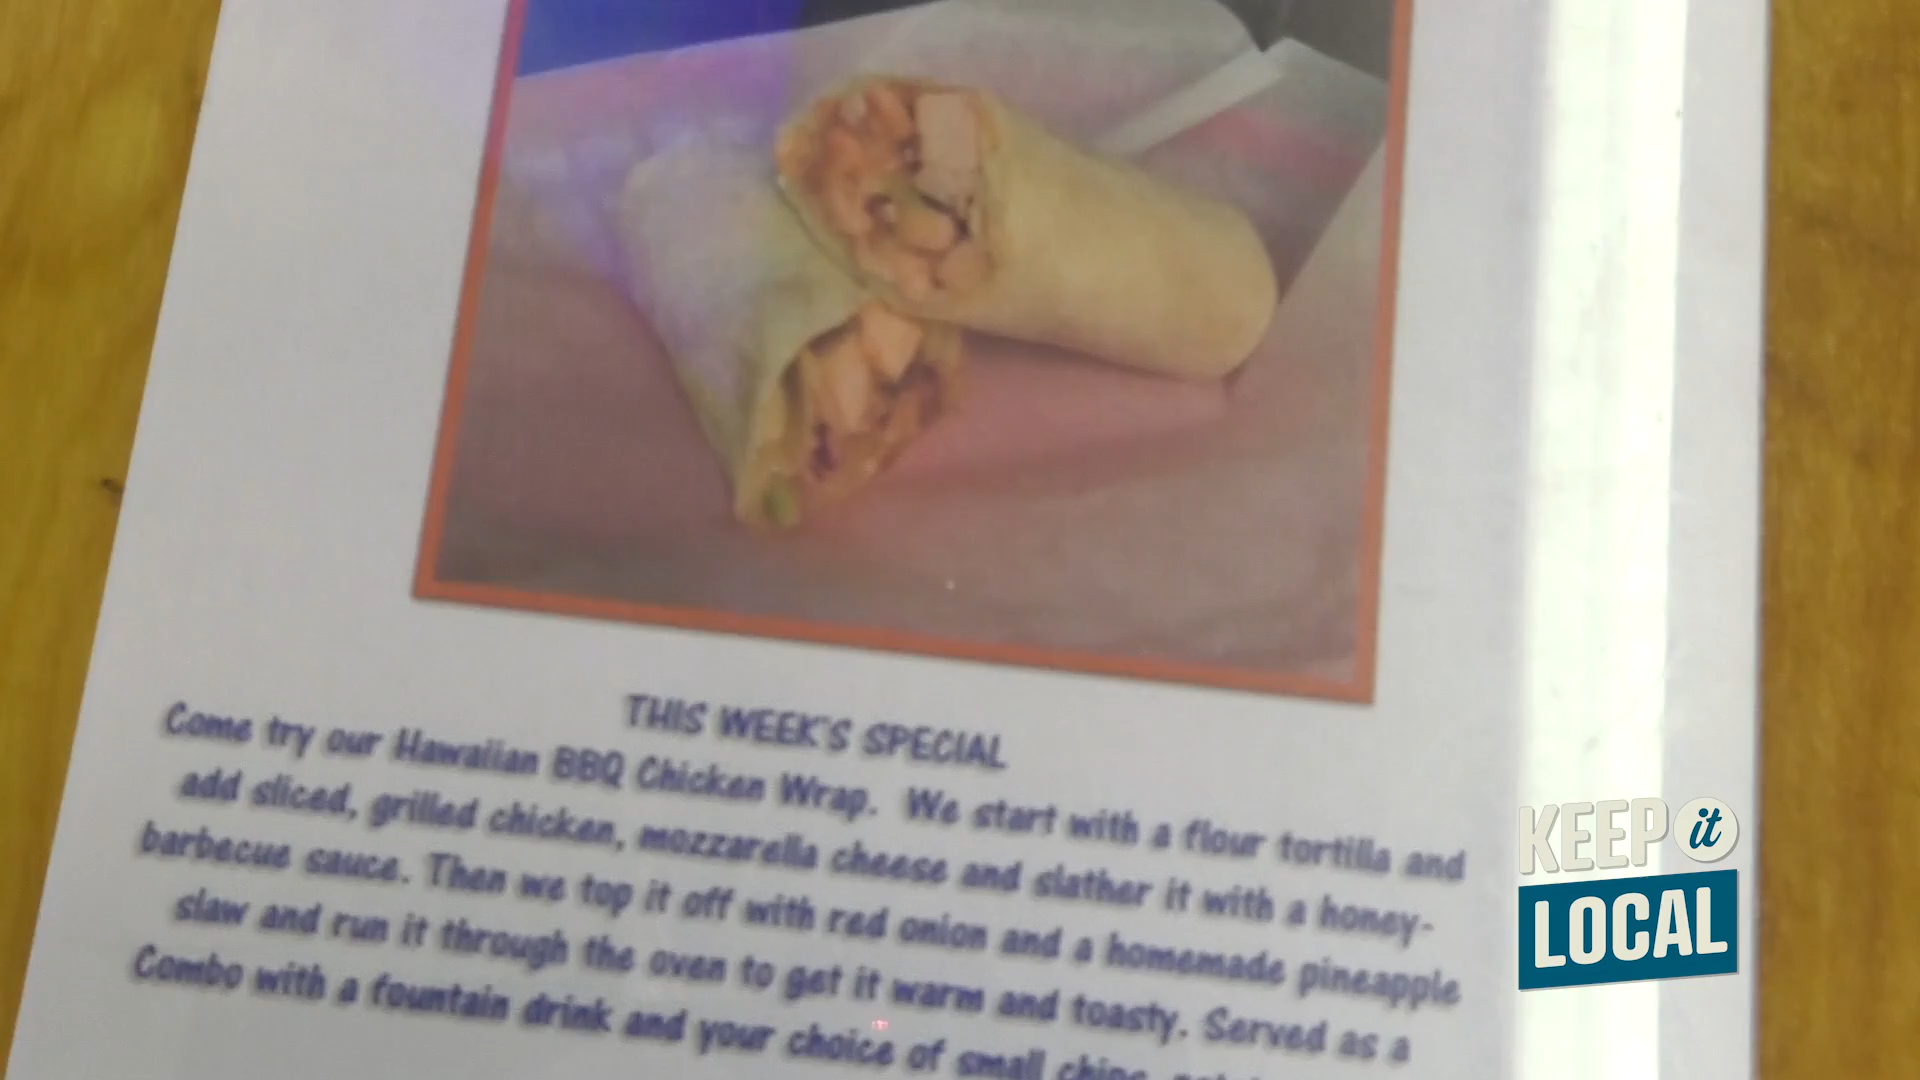 THIS WEEK'S SPECIAL
Come try our Hawaiian BBQ Chicken Wrap. We start with a flour tortilla and
add sliced, grilled chicken, mozzarella cheese and slather it with a honey-
barbecue sauce. Then we top it off with red onion and a homemade pineapple
slaw and run it through the oven to get it warm and toasty. Served as a
Combo with a fountain drink and your choice of small chips,
KEEP it
LOCAL